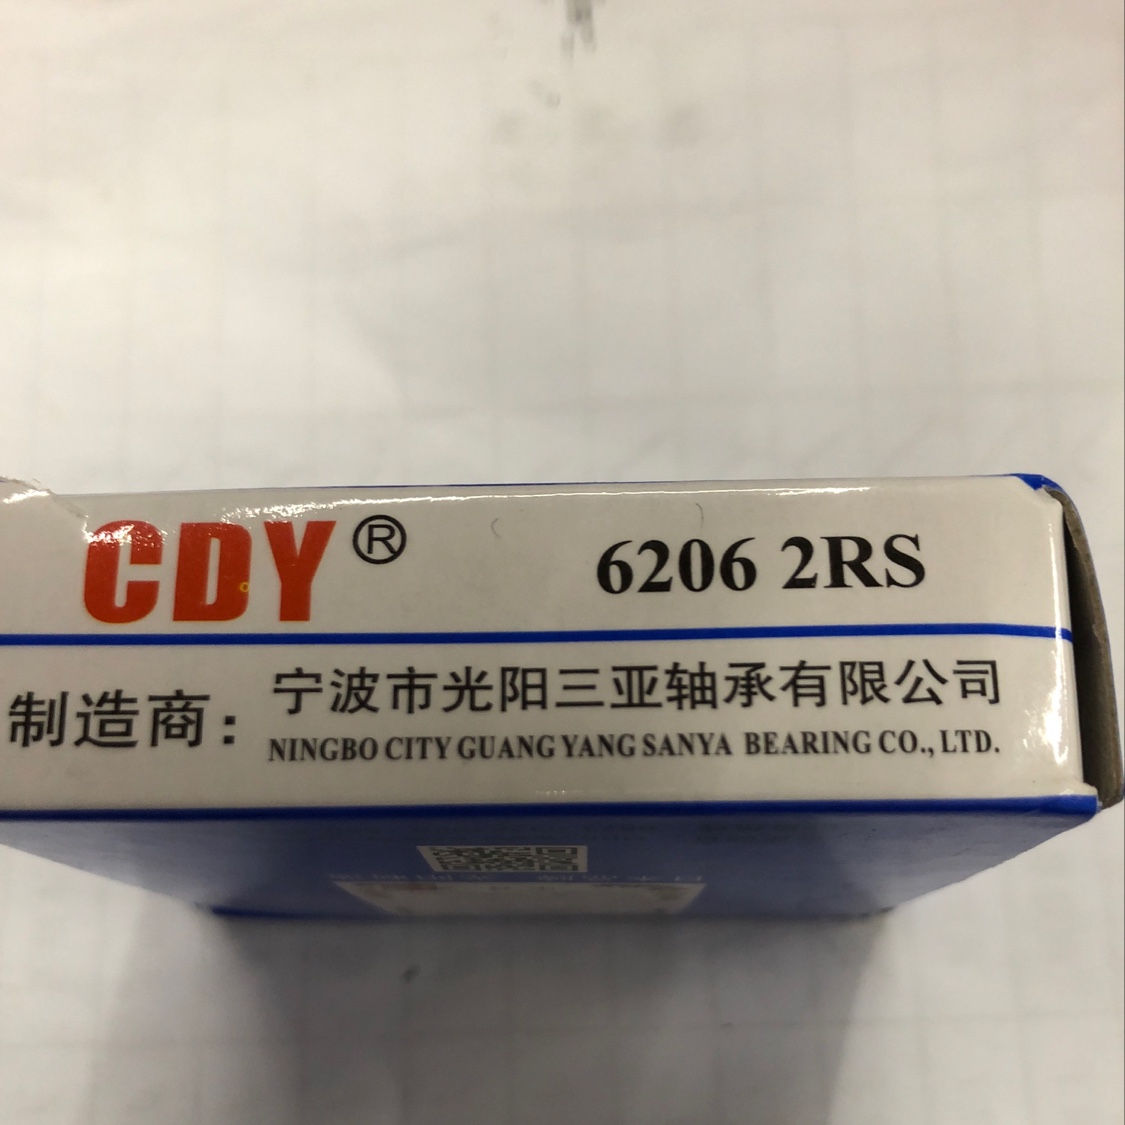 CDY® 6206 2RS
制造商: 宁波市光阳三亚轴承有限公司
NINGBO CITY GUANG YANG SANYA BEARING CO., LTD.